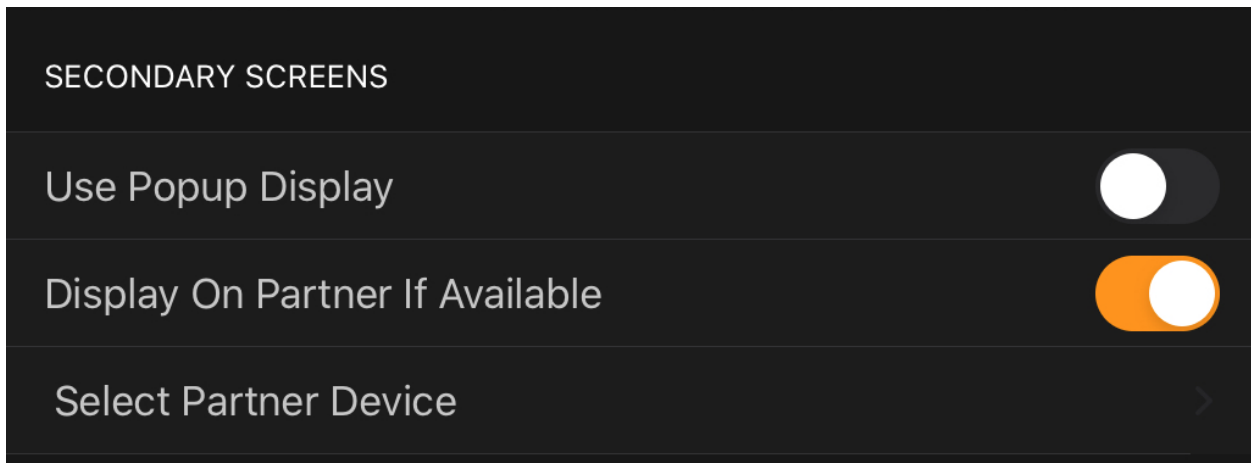 SECONDARY SCREENS
Use Popup Display
Display On Partner If Available
Select Partner Device